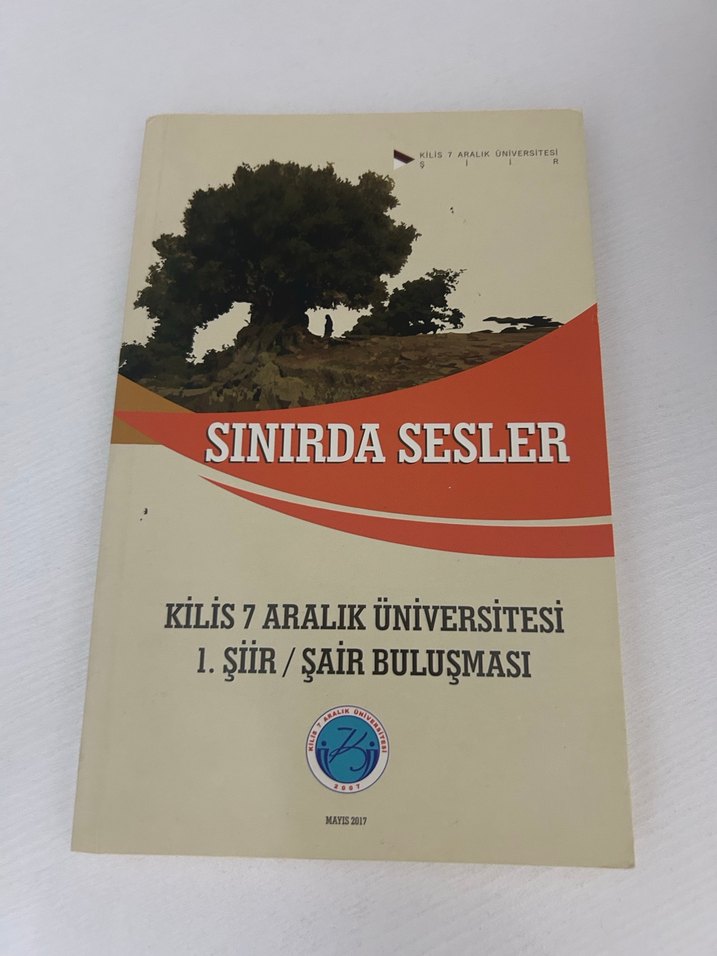 KİLİS 7 ARALIK ÜNİVERSİTESİ
ŞİİR
SINIRDA SESLER
KİLİS 7 ARALIK ÜNİVERSİTESİ
1. ŞİİR / ŞAİR BULUŞMASI
KİLİS 7 ARALIK ÜNİVERSİTESİ
2007
MAYIS 2017